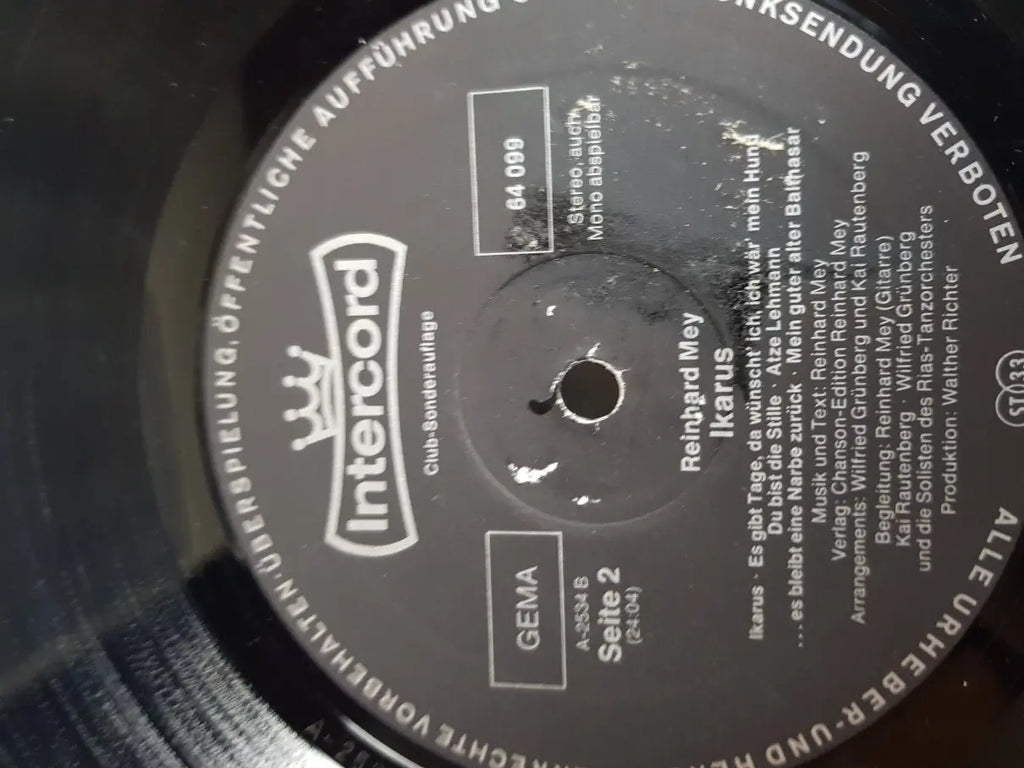 Intercord
Club-Sonderauflage
GEMA
64 099
A-2534 B
Seite 2
(24:04)
Stereo, auch
Mono abspielbar
Reinhard Mey
Ikarus
Ikarus · Es gibt Tage, da wünscht' ich, ich wär' mein Hund
Du bist die Stille · Atze Lehmann
... es bleibt eine Narbe zurück · Mein guter alter Balthasar
Musik und Text: Reinhard Mey
Verlag: Chanson-Edition Reinhard Mey
Arrangements: Wilfried Grünberg und Kai Rautenberg
Begleitung: Reinhard Mey (Gitarre)
Kai Rautenberg · Wilfried Grünberg
und die Solisten des Rias-Tanzorchesters
Produktion: Walther Richter
33
ST
ALLE URHEBER- UND RECHTE VORBEHALTEN · ÜBERSPIELUNG, ÖFFENTLICHE AUFFÜHRUNG VERBOTEN